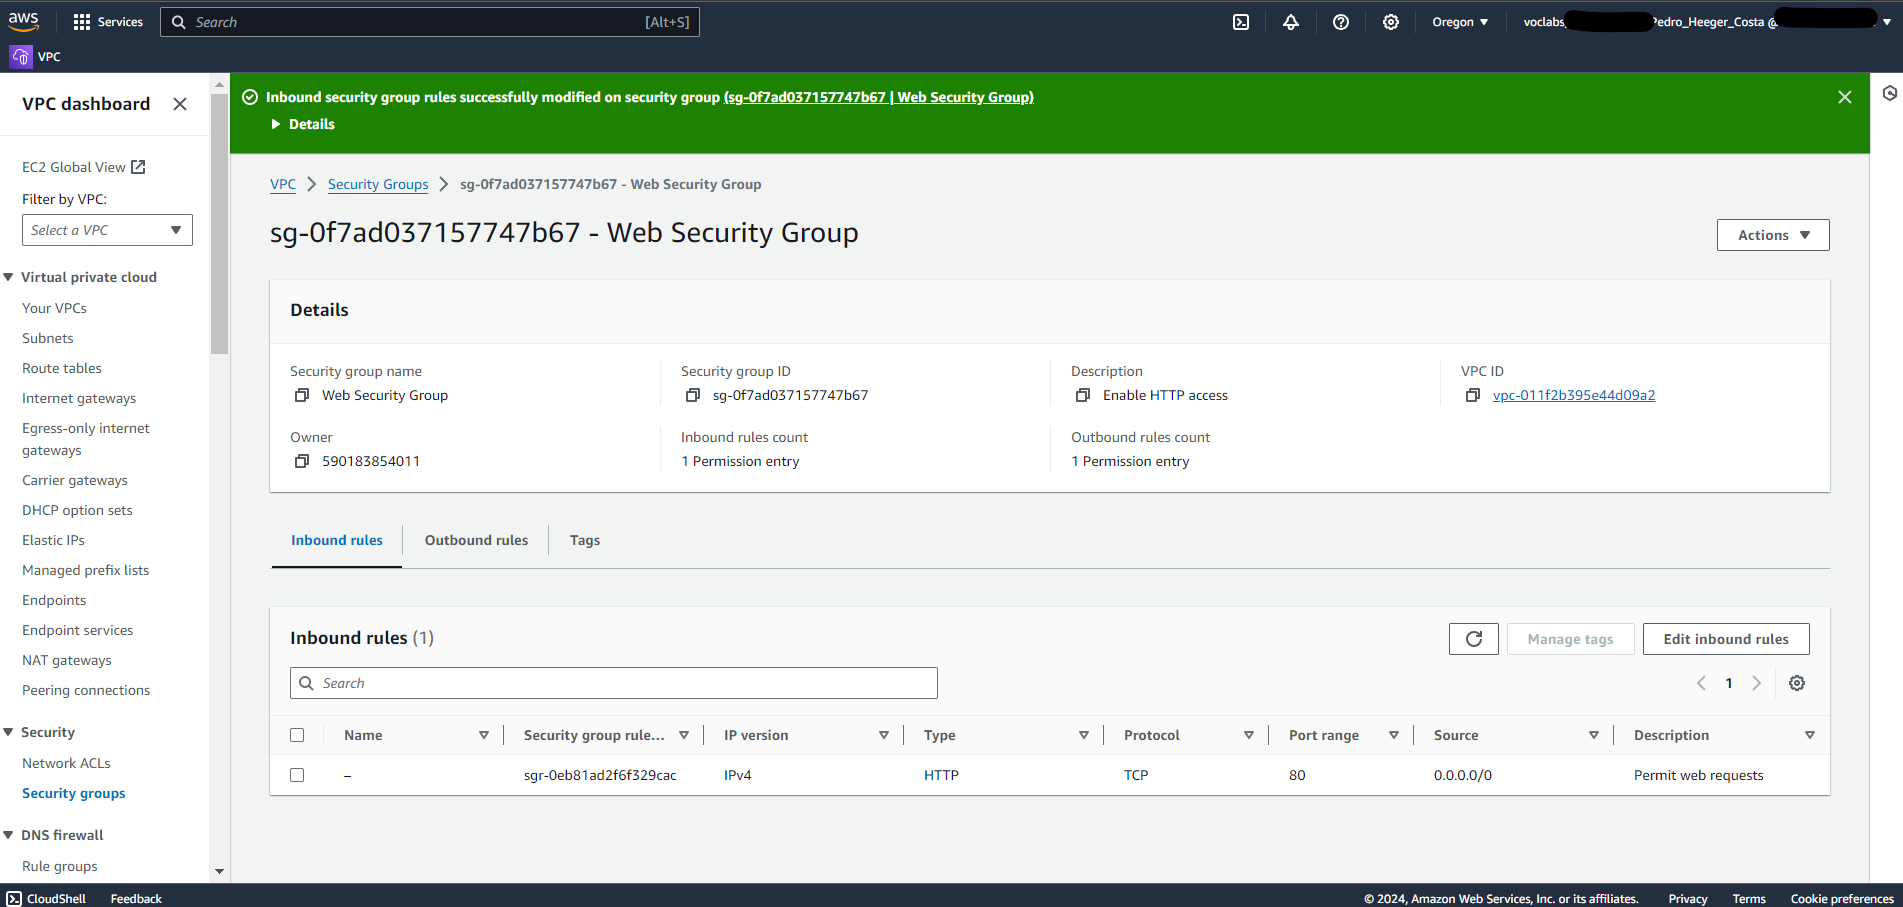 aws
Services
Search
[Alt+S]
Oregon
voclabs
Pedro_Heeger_Costa @
VPC
VPC dashboard
EC2 Global View
Filter by VPC:
Select a VPC
Virtual private cloud
Your VPCs
Subnets
Route tables
Internet gateways
Egress-only internet
gateways
Carrier gateways
DHCP option sets
Elastic IPs
Managed prefix lists
Endpoints
Endpoint services
NAT gateways
Peering connections
Security
Network ACLs
Security groups
DNS firewall
Rule groups
Inbound security group rules successfully modified on security group (sg-0f7ad037157747b67 | Web Security Group)
Details
VPC > Security Groups > sg-0f7ad037157747b67 - Web Security Group
sg-0f7ad037157747b67 - Web Security Group
Actions
Details
Security group name
Web Security Group
Security group ID
sg-0f7ad037157747b67
Description
Enable HTTP access
VPC ID
vpc-011f2b395e44d09a2
Owner
590183854011
Inbound rules count
1 Permission entry
Outbound rules count
1 Permission entry
Inbound rules
Outbound rules
Tags
Inbound rules (1)
Manage tags
Edit inbound rules
Search
1
Name
Security group rule...
IP version
Type
Protocol
Port range
Source
Description
–
sgr-0eb81ad2f6f329cac
IPv4
HTTP
TCP
80
0.0.0.0/0
Permit web requests
CloudShell
Feedback
© 2024, Amazon Web Services, Inc. or its affiliates.
Privacy
Terms
Cookie preferences